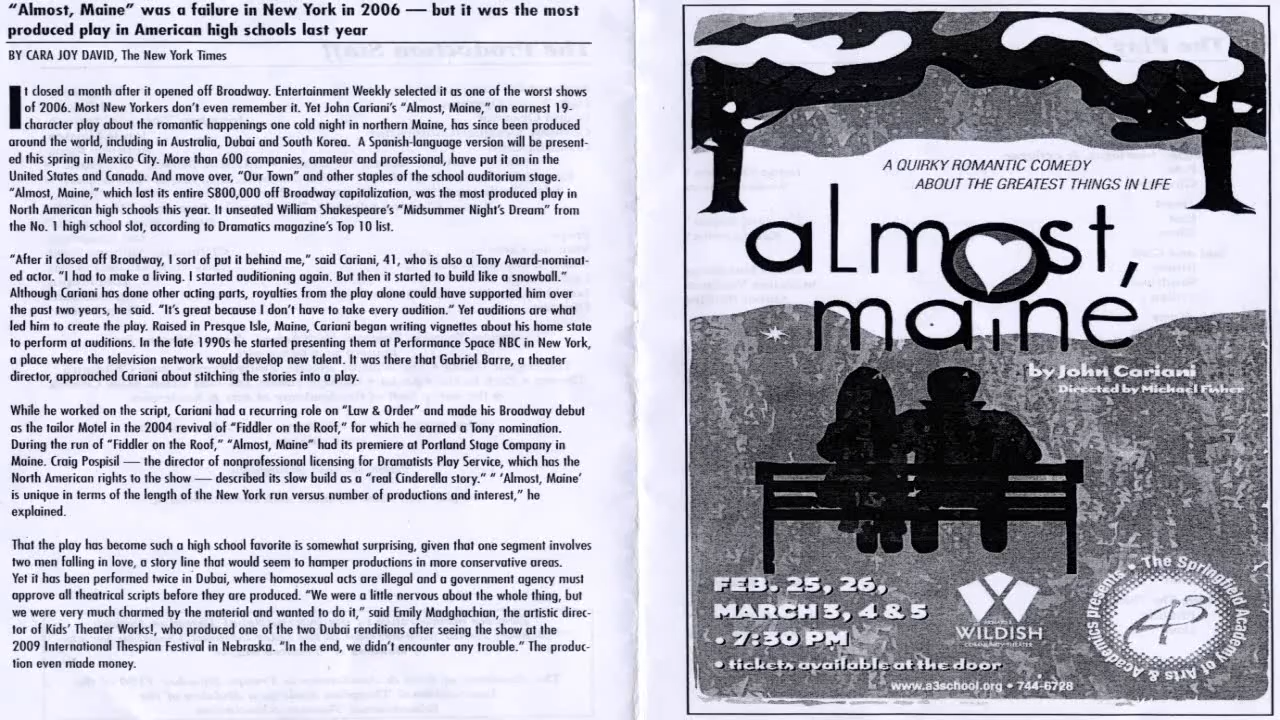 “Almost, Maine” was a failure in New York in 2006 — but it was the most
produced play in American high schools last year
BY CARA JOY DAVID, The New York Times
It closed a month after it opened off Broadway. Entertainment Weekly selected it as one of the worst shows
of 2006. Most New Yorkers don’t even remember it. Yet John Cariani’s “Almost, Maine,” an earnest 19-
character play about the romantic happenings one cold night in northern Maine, has since been produced
around the world, including in Australia, Dubai and South Korea. A Spanish-language version will be present-
ed this spring in Mexico City. More than 600 companies, amateur and professional, have put it on in the
United States and Canada. And move over, “Our Town” and other staples of the school auditorium stage.
“Almost, Maine,” which lost its entire $800,000 off Broadway capitalization, was the most produced play in
North American high schools this year. It unseated William Shakespeare’s “Midsummer Night’s Dream” from
the No. 1 high school slot, according to Dramatics magazine’s Top 10 list.
“After it closed off Broadway, I sort of put it behind me,” said Cariani, 41, who is also a Tony Award-nominat-
ed actor. “I had to make a living. I started auditioning again. But then it started to build like a snowball.”
Although Cariani has done other acting parts, royalties from the play alone could have supported him over
the past two years, he said. “It’s great because I don’t have to take every audition.” Yet auditions are what
led him to create the play. Raised in Presque Isle, Maine, Cariani began writing vignettes about his home state
to perform at auditions. In the late 1990s he started presenting them at Performance Space NBC in New York,
a place where the television network would develop new talent. It was there that Gabriel Barre, a theater
director, approached Cariani about stitching the stories into a play.
While he worked on the script, Cariani had a recurring role on “Law & Order” and made his Broadway debut
as the tailor Motel in the 2004 revival of “Fiddler on the Roof,” for which he earned a Tony nomination.
During the run of “Fiddler on the Roof,” “Almost, Maine” had its premiere at Portland Stage Company in
Maine. Craig Pospisil — the director of nonprofessional licensing for Dramatists Play Service, which has the
North American rights to the show — described its slow build as a “real Cinderella story.” “ ‘Almost, Maine’
is unique in terms of the length of the New York run versus number of productions and interest,” he
explained.
That the play has become such a high school favorite is somewhat surprising, given that one segment involves
two men falling in love, a story line that would seem to hamper productions in more conservative areas.
Yet it has been performed twice in Dubai, where homosexual acts are illegal and a government agency must
approve all theatrical scripts before they are produced. “We were a little nervous about the whole thing, but
we were very much charmed by the material and wanted to do it,” said Emily Madghachian, the artistic direc-
tor of Kids’ Theater Works!, who produced one of the two Dubai renditions after seeing the show at the
2009 International Thespian Festival in Nebraska. “In the end, we didn’t encounter any trouble.” The produc-
tion even made money.
A QUIRKY ROMANTIC COMEDY
ABOUT THE GREATEST THINGS IN LIFE
almost,
maine
by John Cariani
Directed by Michael Fisher
FEB. 25, 26,
MARCH 3, 4 & 5
• 7:30 PM
• tickets available at the door
WILDISH
COMMUNITY THEATER
The Springfield Academy of Arts & Academics presents •
A3
www.a3school.org • 744-6728